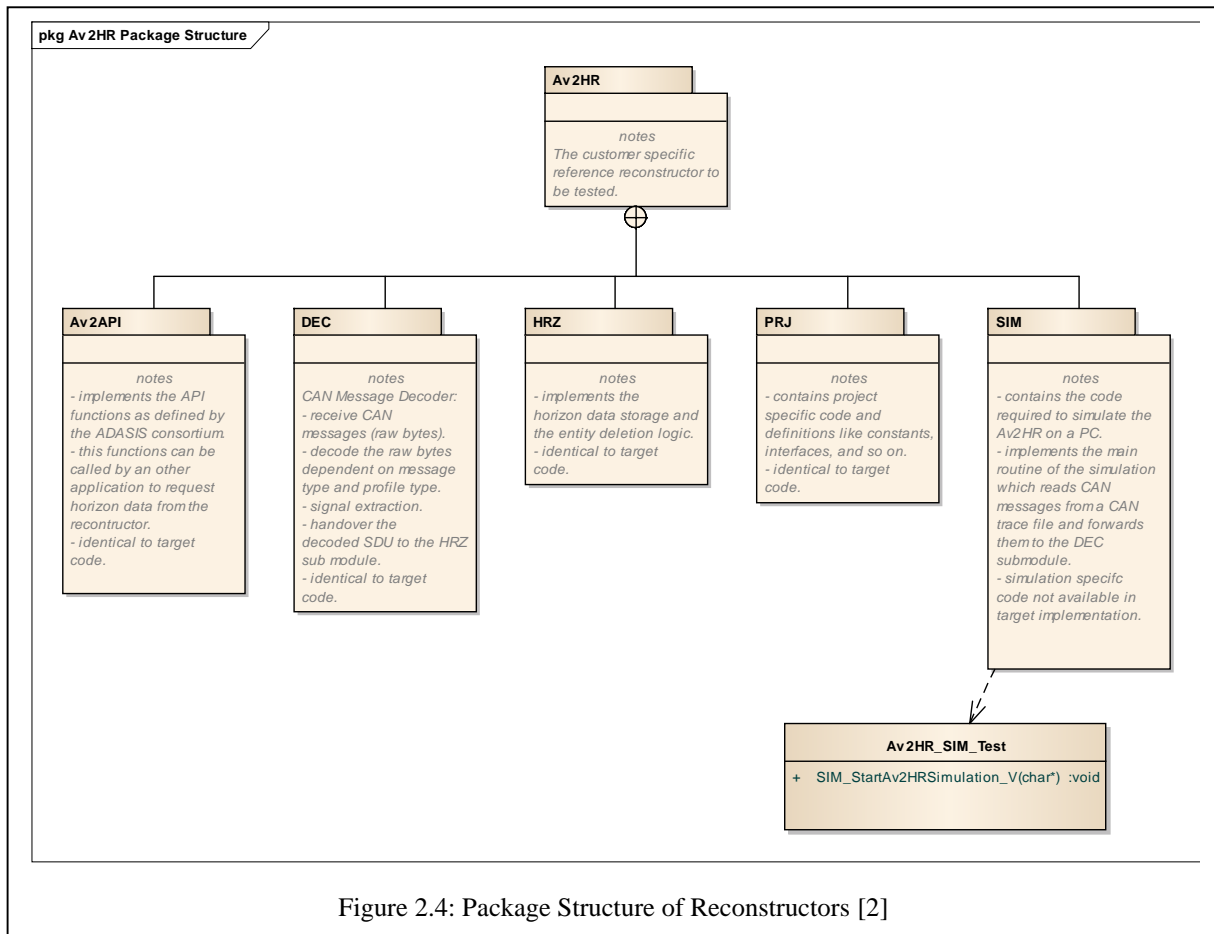 pkg Av2HR Package Structure
Av2HR
notes
The customer specific
reference reconstructor to
be tested.
Av2API
notes
- implements the API
functions as defined by
the ADASIS consortium.
- this functions can be
called by an other
application to request
horizon data from the
recontructor.
- identical to target
code.
DEC
notes
CAN Message Decoder:
- receive CAN
messages (raw bytes).
- decode the raw bytes
dependent on message
type and profile type.
- signal extraction.
- handover the
decoded SDU to the HRZ
sub module.
- identical to target
code.
HRZ
notes
- implements the
horizon data storage and
the entity deletion logic.
- identical to target
code.
PRJ
notes
- contains project
specific code and
definitions like constants,
interfaces, and so on.
- identical to target
code.
SIM
notes
- contains the code
required to simulate the
Av2HR on a PC.
- implements the main
routine of the simulation
which reads CAN
messages from a CAN
trace file and forwards
them to the DEC
submodule.
- simulation specifc
code not available in
target implementation.
Av2HR_SIM_Test
+ SIM_StartAv2HRSimulation_V(char*) :void
Figure 2.4: Package Structure of Reconstructors [2]